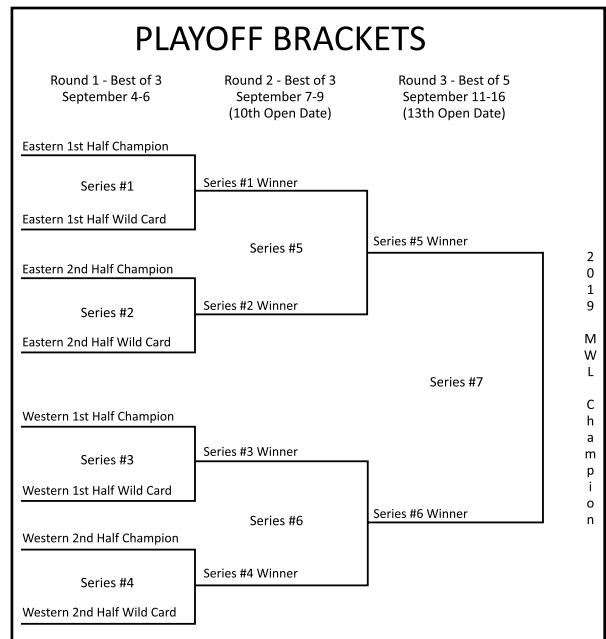 PLAYOFF BRACKETS
Round 1 - Best of 3
September 4-6
Round 2 - Best of 3
September 7-9
(10th Open Date)
Round 3 - Best of 5
September 11-16
(13th Open Date)
Eastern 1st Half Champion
Series #1
Eastern 1st Half Wild Card
Series #1 Winner
Series #5
Eastern 2nd Half Champion
Series #2
Eastern 2nd Half Wild Card
Series #2 Winner
Series #5 Winner
Series #7
Western 1st Half Champion
Series #3
Western 1st Half Wild Card
Series #3 Winner
Series #6
Western 2nd Half Champion
Series #4
Western 2nd Half Wild Card
Series #4 Winner
Series #6 Winner
2019 MWL Champion